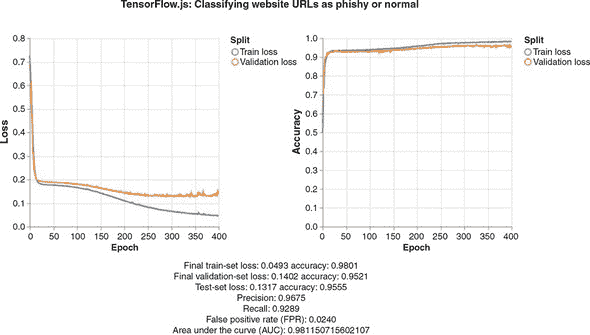 TensorFlow.js: Classifying website URLs as phishy or normal
0.8
0.7
0.6
0.5
0.4
0.3
0.2
0.1
0.0
Loss
0 50 100 150 200 250 300 350 400
Epoch
Split
Train loss
Validation loss
1.0
0.9
0.8
0.7
0.6
0.5
0.4
0.3
0.2
0.1
0.0
Accuracy
0 50 100 150 200 250 300 350 400
Epoch
Split
Train loss
Validation loss
Final train-set loss: 0.0493 accuracy: 0.9801
Final validation-set loss: 0.1402 accuracy: 0.9521
Test-set loss: 0.1317 accuracy: 0.9555
Precision: 0.9675
Recall: 0.9289
False positive rate (FPR): 0.0240
Area under the curve (AUC): 0.981150715602107